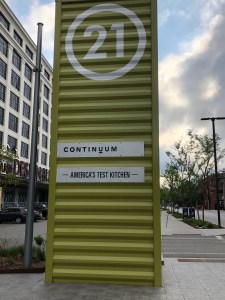 21
CONTINUUM
— AMERICA'S TEST KITCHEN —